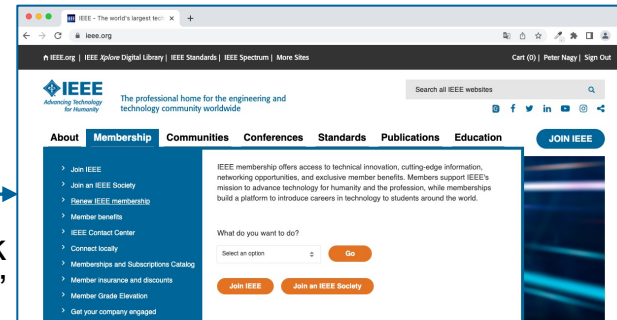 IEEE - The world's largest tech
ieee.org
IEEE.org | IEEE Xplore Digital Library | IEEE Standards | IEEE Spectrum | More Sites
Cart (0) | Peter Nagy | Sign Out
IEEE
Advancing Technology
for Humanity
The professional home for the engineering and
technology community worldwide
Search all IEEE websites
About Membership Communities Conferences Standards Publications Education
JOIN IEEE
Join IEEE
Join an IEEE Society
Renew IEEE membership
Member benefits
IEEE Contact Center
Connect locally
Memberships and Subscriptions Catalog
Member insurance and discounts
Member Grade Elevation
Get your company engaged
IEEE membership offers access to technical innovation, cutting-edge information,
networking opportunities, and exclusive member benefits. Members support IEEE's
mission to advance technology for humanity and the profession, while memberships
build a platform to introduce careers in technology to students around the world.
What do you want to do?
Select an option
Go
Join IEEE
Join an IEEE Society